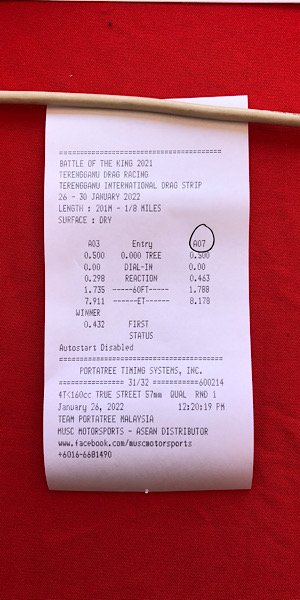 ========================================
BATTLE OF THE KING 2021
TERENGGANU DRAG RACING
TERENGGANU INTERNATIONAL DRAG STRIP
26 - 30 JANUARY 2022
LENGTH : 201M - 1/8 MILES
SURFACE : DRY
A03 Entry A07
0.500 0.000 TREE 0.500
0.00 DIAL-IN 0.00
0.298 REACTION 0.463
1.735 -----60FT----- 1.788
7.911 ------ET------ 8.178
WINNER
0.432 FIRST
STATUS
Autostart Disabled
========================================
PORTATREE TIMING SYSTEMS, INC.
================ 31/32 ===========600214
4T<160cc TRUE STREET 57mm QUAL RND 1
January 26, 2022 12:20:19 PM
TEAM PORTATREE MALAYSIA
MUSC MOTORSPORTS - ASEAN DISTRIBUTOR
www.facebook.com/muscmotorsports
+6016-6681490